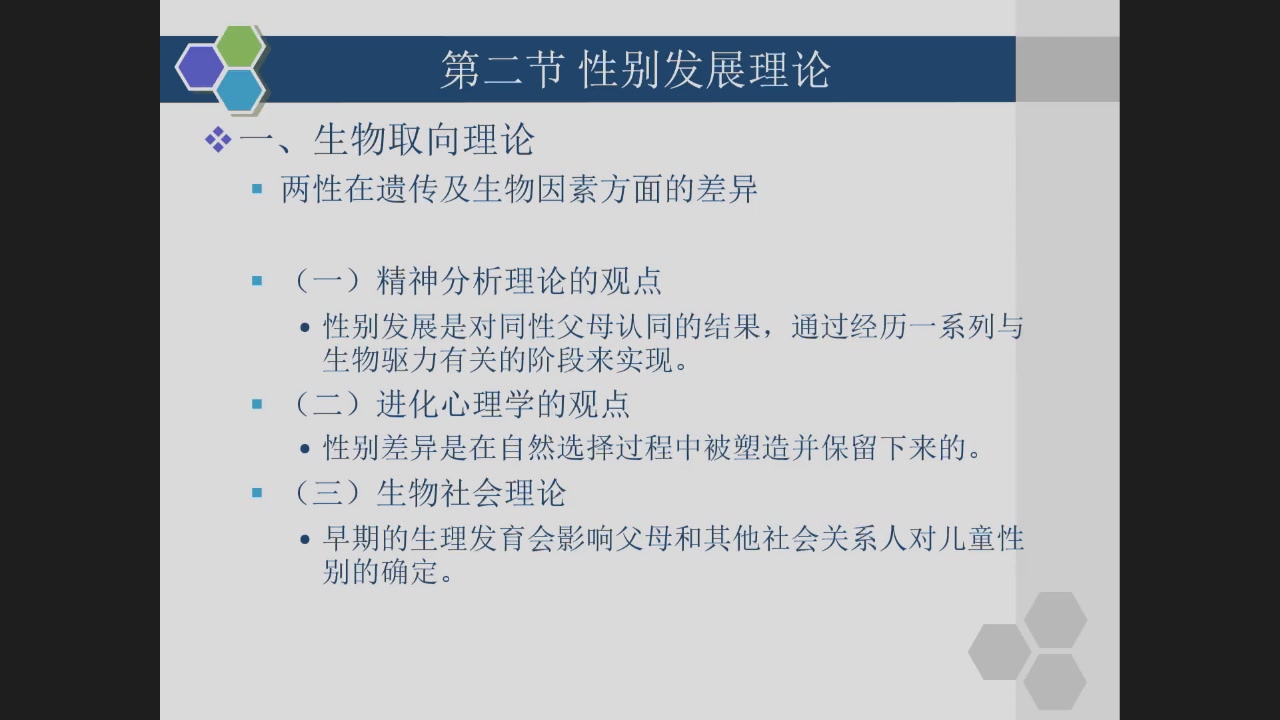 第二节 性别发展理论
一、生物取向理论
两性在遗传及生物因素方面的差异
（一）精神分析理论的观点
性别发展是对同性父母认同的结果，通过经历一系列与
生物驱力有关的阶段来实现。
（二）进化心理学的观点
性别差异是在自然选择过程中被塑造并保留下来的。
（三）生物社会理论
早期的生理发育会影响父母和其他社会关系人对儿童性
别的确定。